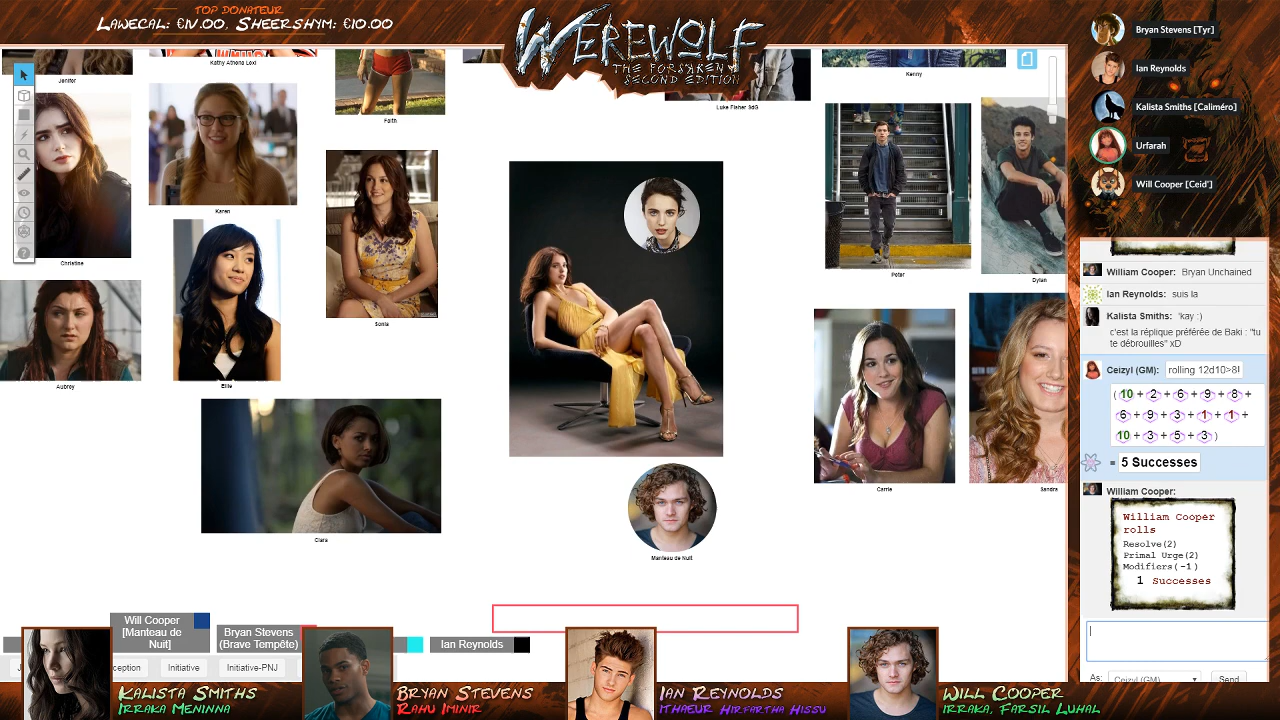 TOP DONATEUR
LAWECAL: €10.00, SHEERSHYM: €10.00
WEREWOLF
THE FORSAKEN
SECOND EDITION
Jenifer
Kathy Athena Lexi
Faith
Luke Fisher SdG
Kenny
Christine
Karen
Sonia
Peter
Dylan
Aubrey
Ellie
Carrie
Sandra
Clara
Manteau de Nuit
Bryan Stevens [Tyr]
Ian Reynolds
Kalista Smiths [Caliméro]
Urfarah
Will Cooper [Ceid']
William Cooper: Bryan Unchained
Ian Reynolds: suis la
Kalista Smiths: 'kay :)
c'est la réplique préférée de Baki : "tu
te débrouilles" xD
Ceizyl (GM): rolling 12d10>8!
(10+2+6+9+8+
6+9+3+1+1+
10+3+5+3)
= 5 Successes
William Cooper:
William Cooper
rolls
Resolve(2)
Primal Urge(2)
Modifiers(-1)
1 Successes
As: Ceizyl (GM) Send
Will Cooper
[Manteau de
Nuit]
Bryan Stevens
(Brave Tempête)
Ian Reynolds
ception
Initiative
Initiative-PNJ
KALISTA SMITHS
IRRAKA MENINNA
BRYAN STEVENS
RAHU IMINIR
IAN REYNOLDS
ITHAEUR HIRFARTHA HISSU
WILL COOPER
IRRAKA, FARSIL LUHAL